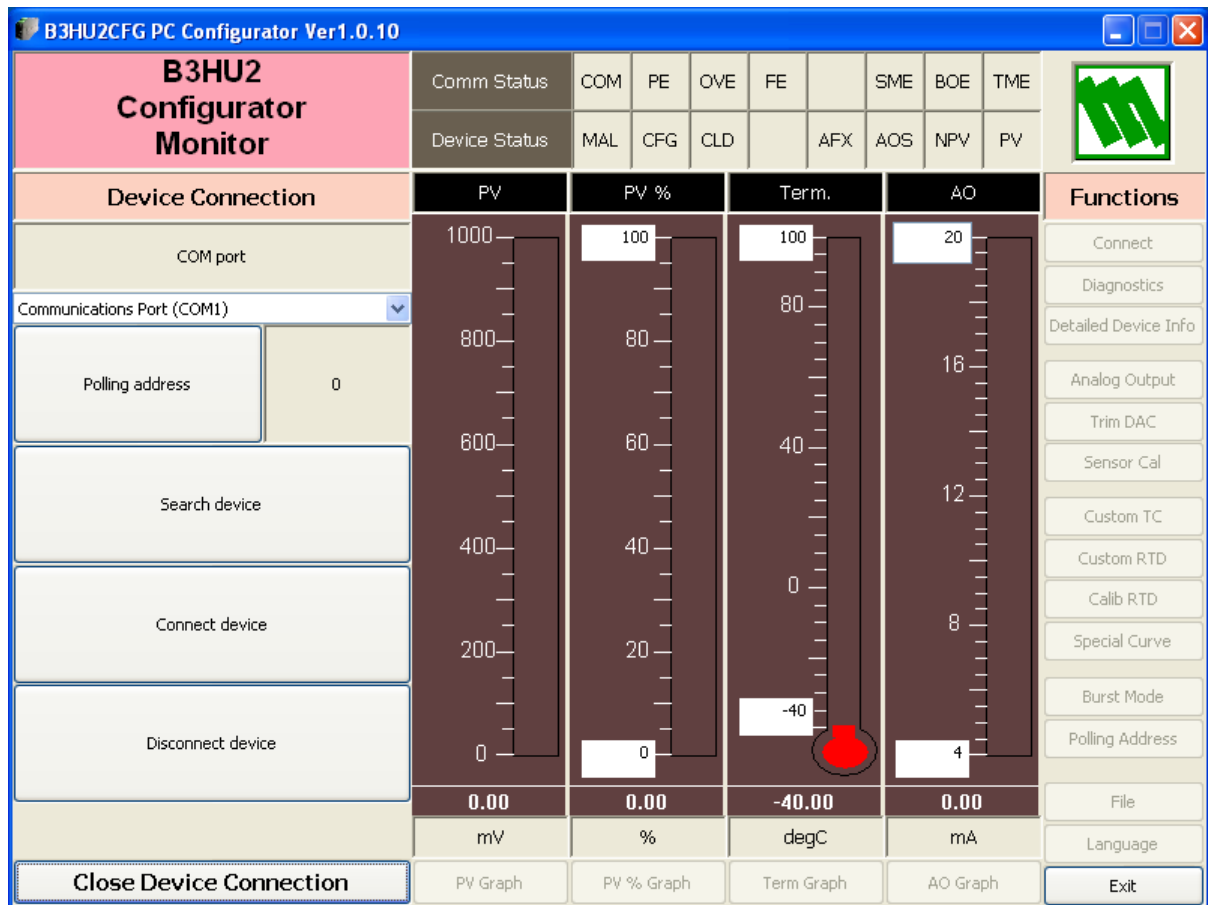 B3HU2CFG PC Configurator Ver1.0.10
B3HU2
Configurator
Monitor
Comm Status COM PE OVE FE SME BOE TME
Device Status MAL CFG CLD AFX AOS NPV PV
Device Connection
COM port
Communications Port (COM1)
Polling address 0
Search device
Connect device
Disconnect device
Close Device Connection
PV
1000
800
600
400
200
0
0.00
mV
PV Graph
PV %
100
80
60
40
20
0
0.00
%
PV % Graph
Term.
100
80
40
0
-40
-40.00
degC
Term Graph
AO
20
16
12
8
4
0.00
mA
AO Graph
Functions
Connect
Diagnostics
Detailed Device Info
Analog Output
Trim DAC
Sensor Cal
Custom TC
Custom RTD
Calib RTD
Special Curve
Burst Mode
Polling Address
File
Language
Exit